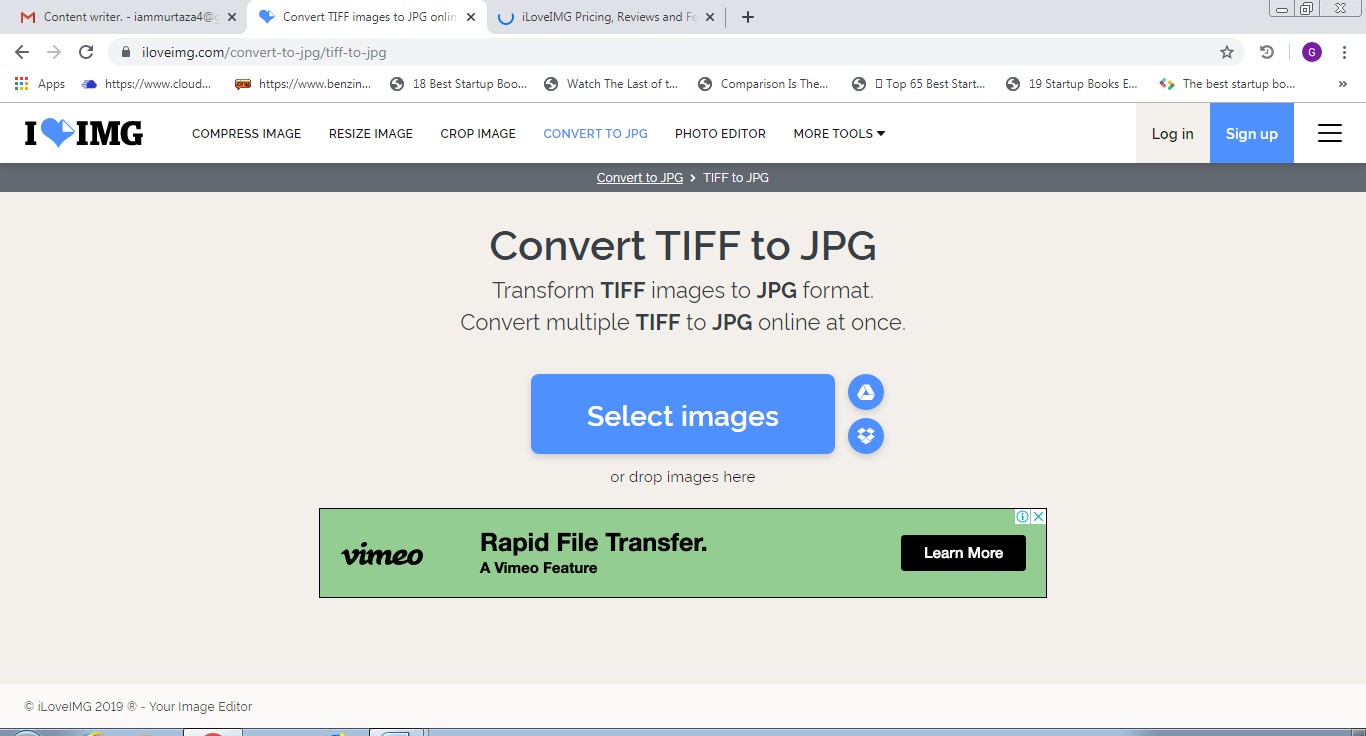 Content writer. - iammurtaza4@g
Convert TIFF images to JPG onlin
iLoveIMG Pricing, Reviews and Fe
iloveimg.com/convert-to-jpg/tiff-to-jpg
G
Apps
https://www.cloud...
https://www.benzin...
18 Best Startup Boo...
Watch The Last of t...
Comparison Is The...
Top 65 Best Start...
19 Startup Books E...
The best startup bo...
»
I IMG
COMPRESS IMAGE
RESIZE IMAGE
CROP IMAGE
CONVERT TO JPG
PHOTO EDITOR
MORE TOOLS
Log in
Sign up
Convert to JPG > TIFF to JPG
Convert TIFF to JPG
Transform TIFF images to JPG format.
Convert multiple TIFF to JPG online at once.
Select images
or drop images here
vimeo
Rapid File Transfer.
A Vimeo Feature
Learn More
© iLoveIMG 2019 ® - Your Image Editor